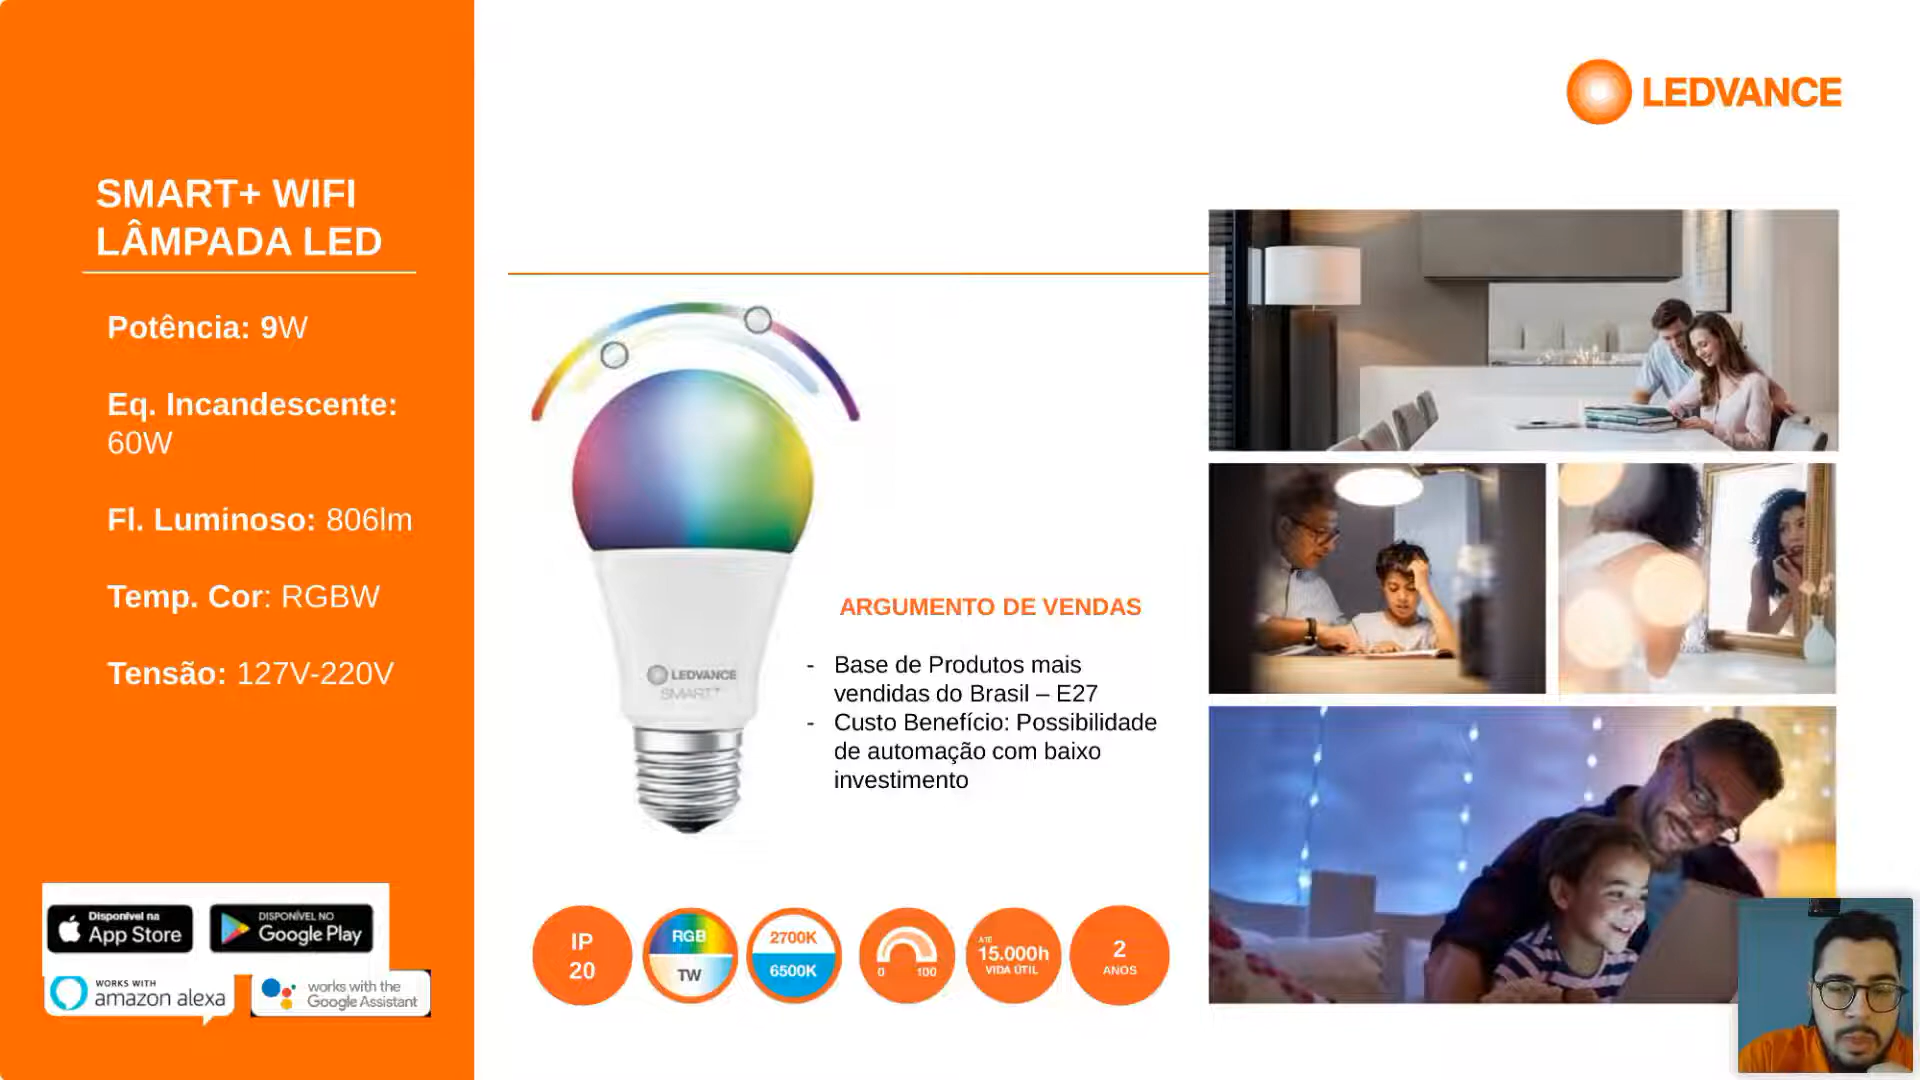 LEDVANCE
SMART+ WIFI
LÂMPADA LED
Potência: 9W
Eq. Incandescente:
60W
Fl. Luminoso: 806lm
Temp. Cor: RGBW
Tensão: 127V-220V
LEDVANCE
SMART+
ARGUMENTO DE VENDAS
- Base de Produtos mais
vendidas do Brasil – E27
- Custo Benefício: Possibilidade
de automação com baixo
investimento
Disponível na
App Store
DISPONÍVEL NO
Google Play
WORKS WITH
amazon alexa
works with the
Google Assistant
IP
20
RGB
TW
2700K
6500K
0 100
ATÉ
15.000h
VIDA ÚTIL
2
ANOS